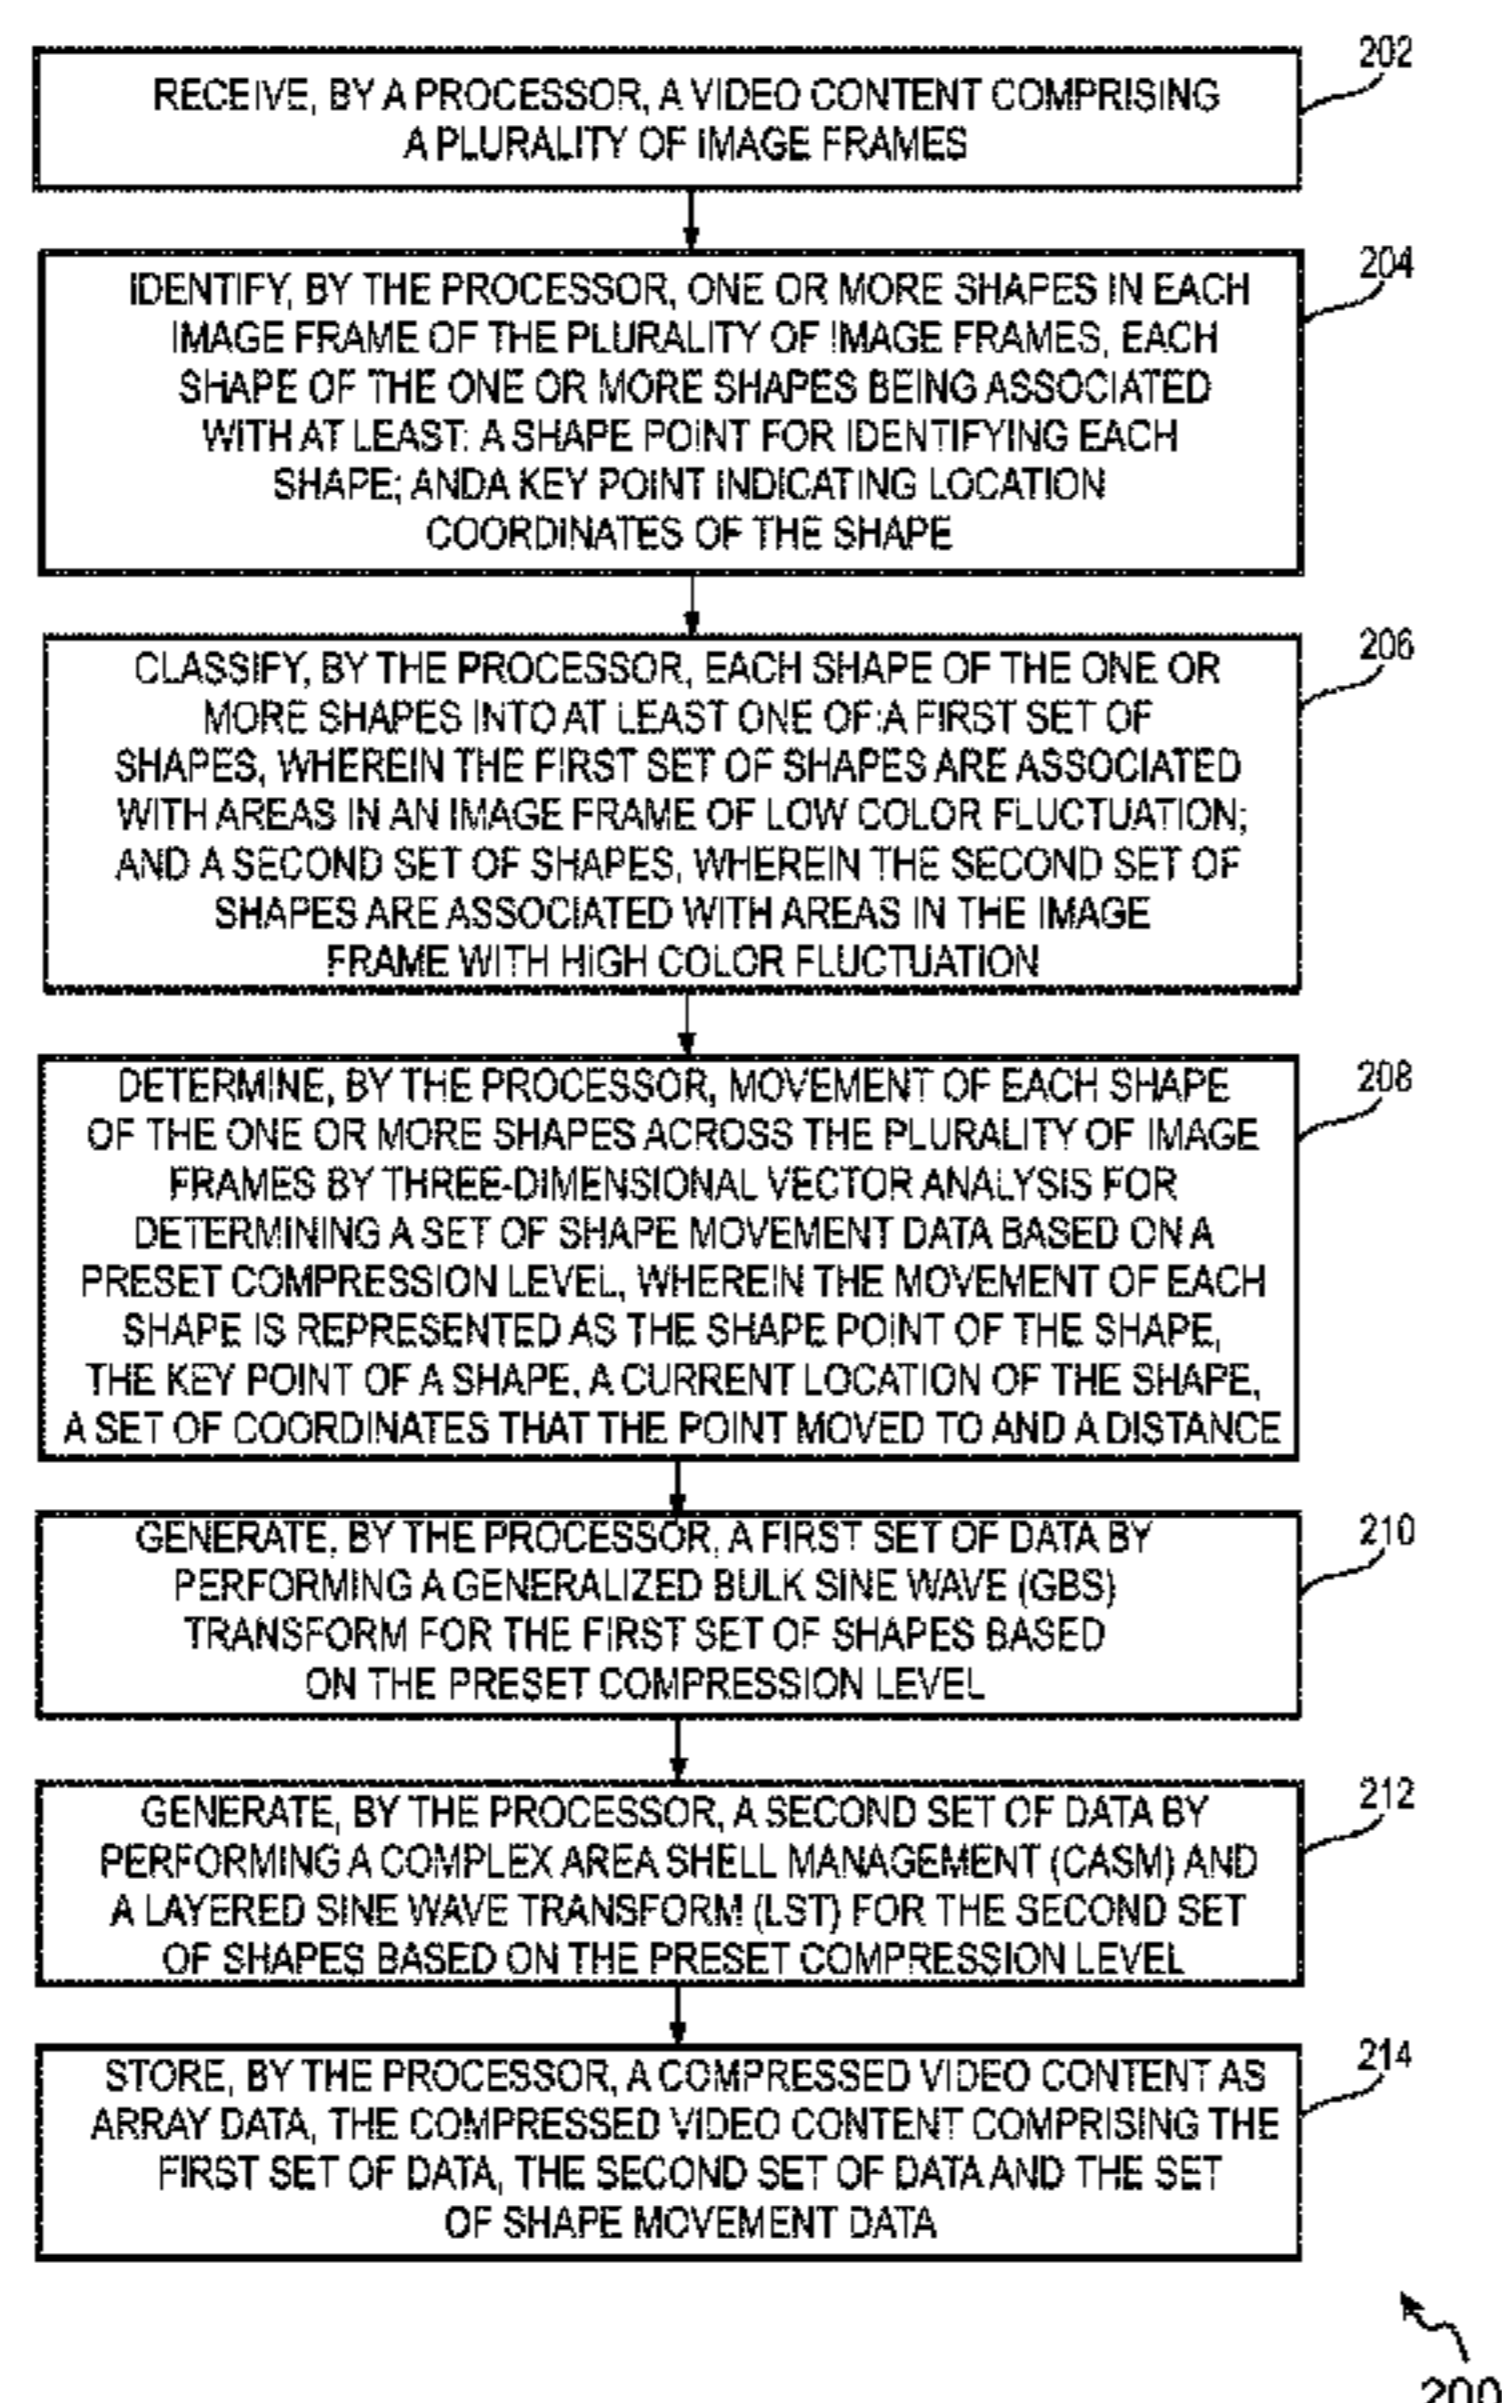 202
RECEIVE, BY A PROCESSOR, A VIDEO CONTENT COMPRISING
A PLURALITY OF IMAGE FRAMES
204
IDENTIFY, BY THE PROCESSOR, ONE OR MORE SHAPES IN EACH
IMAGE FRAME OF THE PLURALITY OF IMAGE FRAMES, EACH
SHAPE OF THE ONE OR MORE SHAPES BEING ASSOCIATED
WITH AT LEAST: A SHAPE POINT FOR IDENTIFYING EACH
SHAPE; ANDA KEY POINT INDICATING LOCATION
COORDINATES OF THE SHAPE
206
CLASSIFY, BY THE PROCESSOR, EACH SHAPE OF THE ONE OR
MORE SHAPES INTO AT LEAST ONE OF:A FIRST SET OF
SHAPES, WHEREIN THE FIRST SET OF SHAPES ARE ASSOCIATED
WITH AREAS IN AN IMAGE FRAME OF LOW COLOR FLUCTUATION;
AND A SECOND SET OF SHAPES, WHEREIN THE SECOND SET OF
SHAPES ARE ASSOCIATED WITH AREAS IN THE IMAGE
FRAME WITH HIGH COLOR FLUCTUATION
208
DETERMINE, BY THE PROCESSOR, MOVEMENT OF EACH SHAPE
OF THE ONE OR MORE SHAPES ACROSS THE PLURALITY OF IMAGE
FRAMES BY THREE-DIMENSIONAL VECTOR ANALYSIS FOR
DETERMINING A SET OF SHAPE MOVEMENT DATA BASED ON A
PRESET COMPRESSION LEVEL, WHEREIN THE MOVEMENT OF EACH
SHAPE IS REPRESENTED AS THE SHAPE POINT OF THE SHAPE,
THE KEY POINT OF A SHAPE, A CURRENT LOCATION OF THE SHAPE,
A SET OF COORDINATES THAT THE POINT MOVED TO AND A DISTANCE
210
GENERATE, BY THE PROCESSOR, A FIRST SET OF DATA BY
PERFORMING A GENERALIZED BULK SINE WAVE (GBS)
TRANSFORM FOR THE FIRST SET OF SHAPES BASED
ON THE PRESET COMPRESSION LEVEL
212
GENERATE, BY THE PROCESSOR, A SECOND SET OF DATA BY
PERFORMING A COMPLEX AREA SHELL MANAGEMENT (CASM) AND
A LAYERED SINE WAVE TRANSFORM (LST) FOR THE SECOND SET
OF SHAPES BASED ON THE PRESET COMPRESSION LEVEL
214
STORE, BY THE PROCESSOR, A COMPRESSED VIDEO CONTENT AS
ARRAY DATA, THE COMPRESSED VIDEO CONTENT COMPRISING THE
FIRST SET OF DATA, THE SECOND SET OF DATA AND THE SET
OF SHAPE MOVEMENT DATA
200